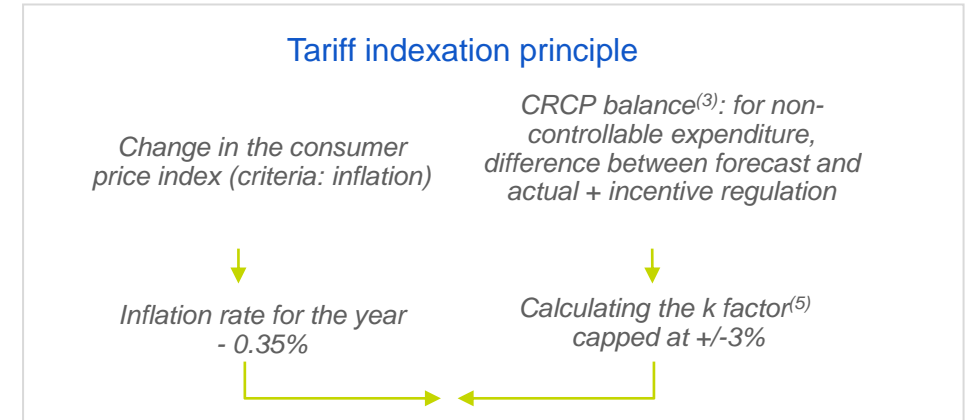 Tariff indexation principle
Change in the consumer
price index (criteria: inflation)
CRCP balance(3): for non-
controllable expenditure,
difference between forecast and
actual + incentive regulation
Inflation rate for the year
- 0.35%
Calculating the k factor(5)
capped at +/-3%